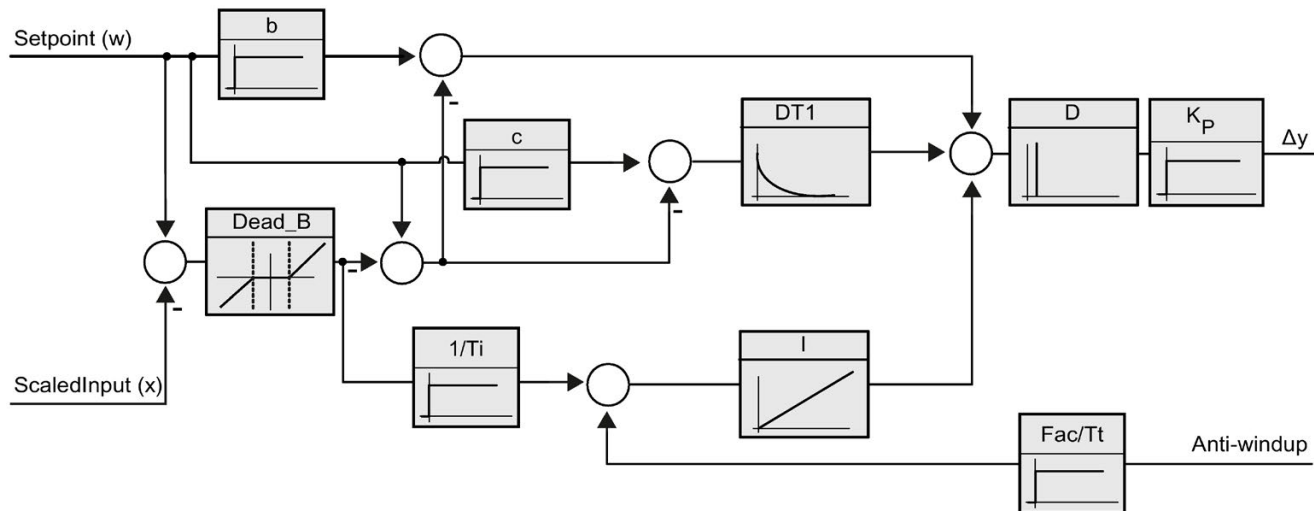 Setpoint (w)
b
DT1
D
K_P
Δy
c
Dead_B
-
-
-
-
1/Ti
I
ScaledInput (x)
Fac/Tt
Anti-windup